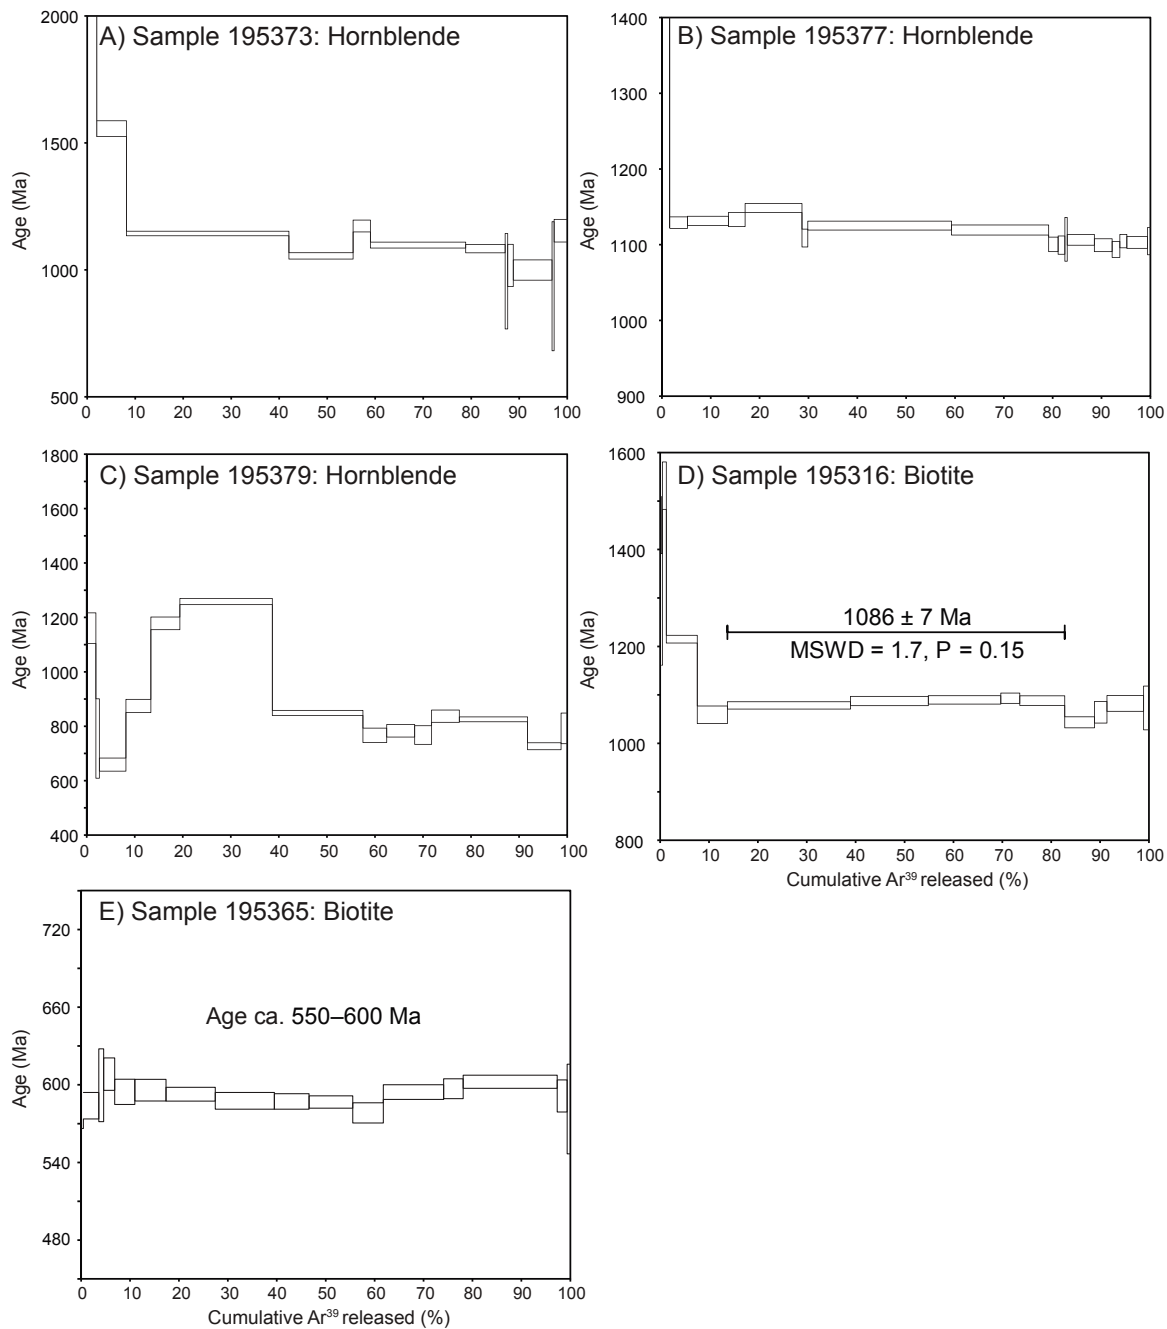 A) Sample 195373: Hornblende
2000
1500
1000
500
Age (Ma)
0 10 20 30 40 50 60 70 80 90 100
B) Sample 195377: Hornblende
1400
1300
1200
1100
1000
900
Age (Ma)
0 10 20 30 40 50 60 70 80 90 100
C) Sample 195379: Hornblende
1800
1600
1400
1200
1000
800
600
400
Age (Ma)
0 10 20 30 40 50 60 70 80 90 100
D) Sample 195316: Biotite
1600
1400
1200
1000
800
Age (Ma)
1086 ± 7 Ma
MSWD = 1.7, P = 0.15
0 10 20 30 40 50 60 70 80 90 100
Cumulative Ar³⁹ released (%)
E) Sample 195365: Biotite
720
660
600
540
480
Age (Ma)
Age ca. 550–600 Ma
0 10 20 30 40 50 60 70 80 90 100
Cumulative Ar³⁹ released (%)